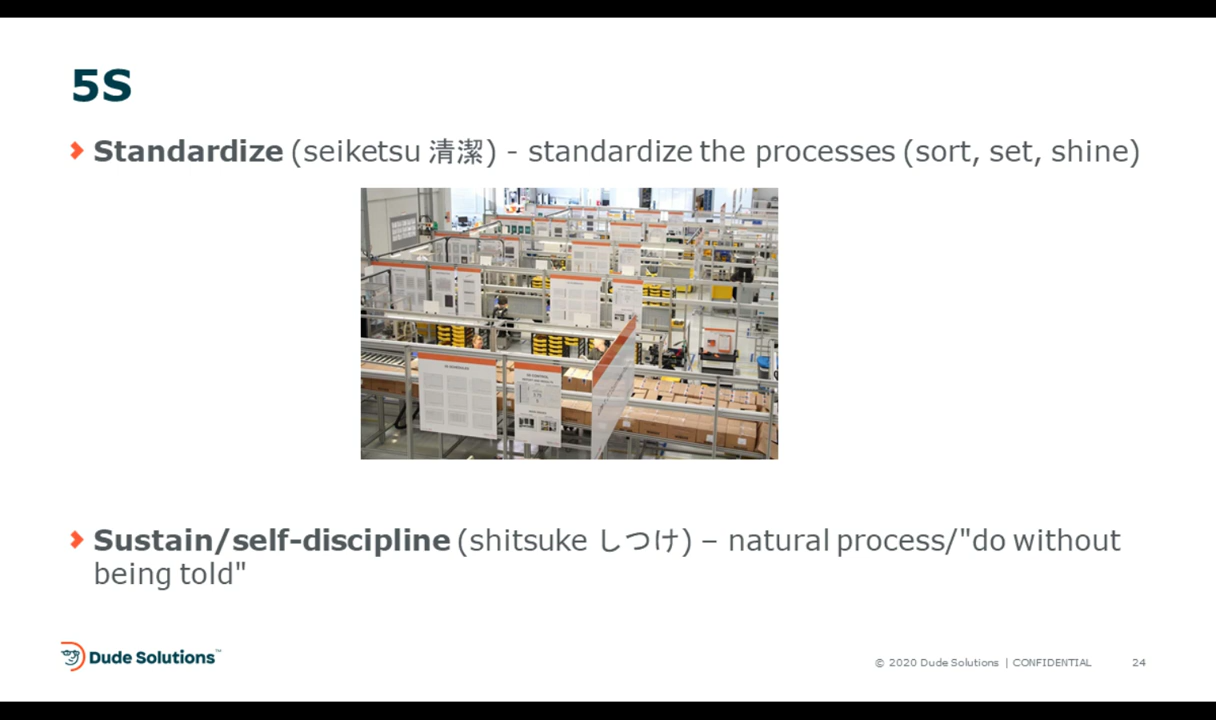 5S
Standardize (seiketsu 清潔) - standardize the processes (sort, set, shine)
Sustain/self-discipline (shitsuke しつけ) – natural process/"do without
being told"
Dude Solutions™
© 2020 Dude Solutions | CONFIDENTIAL 24